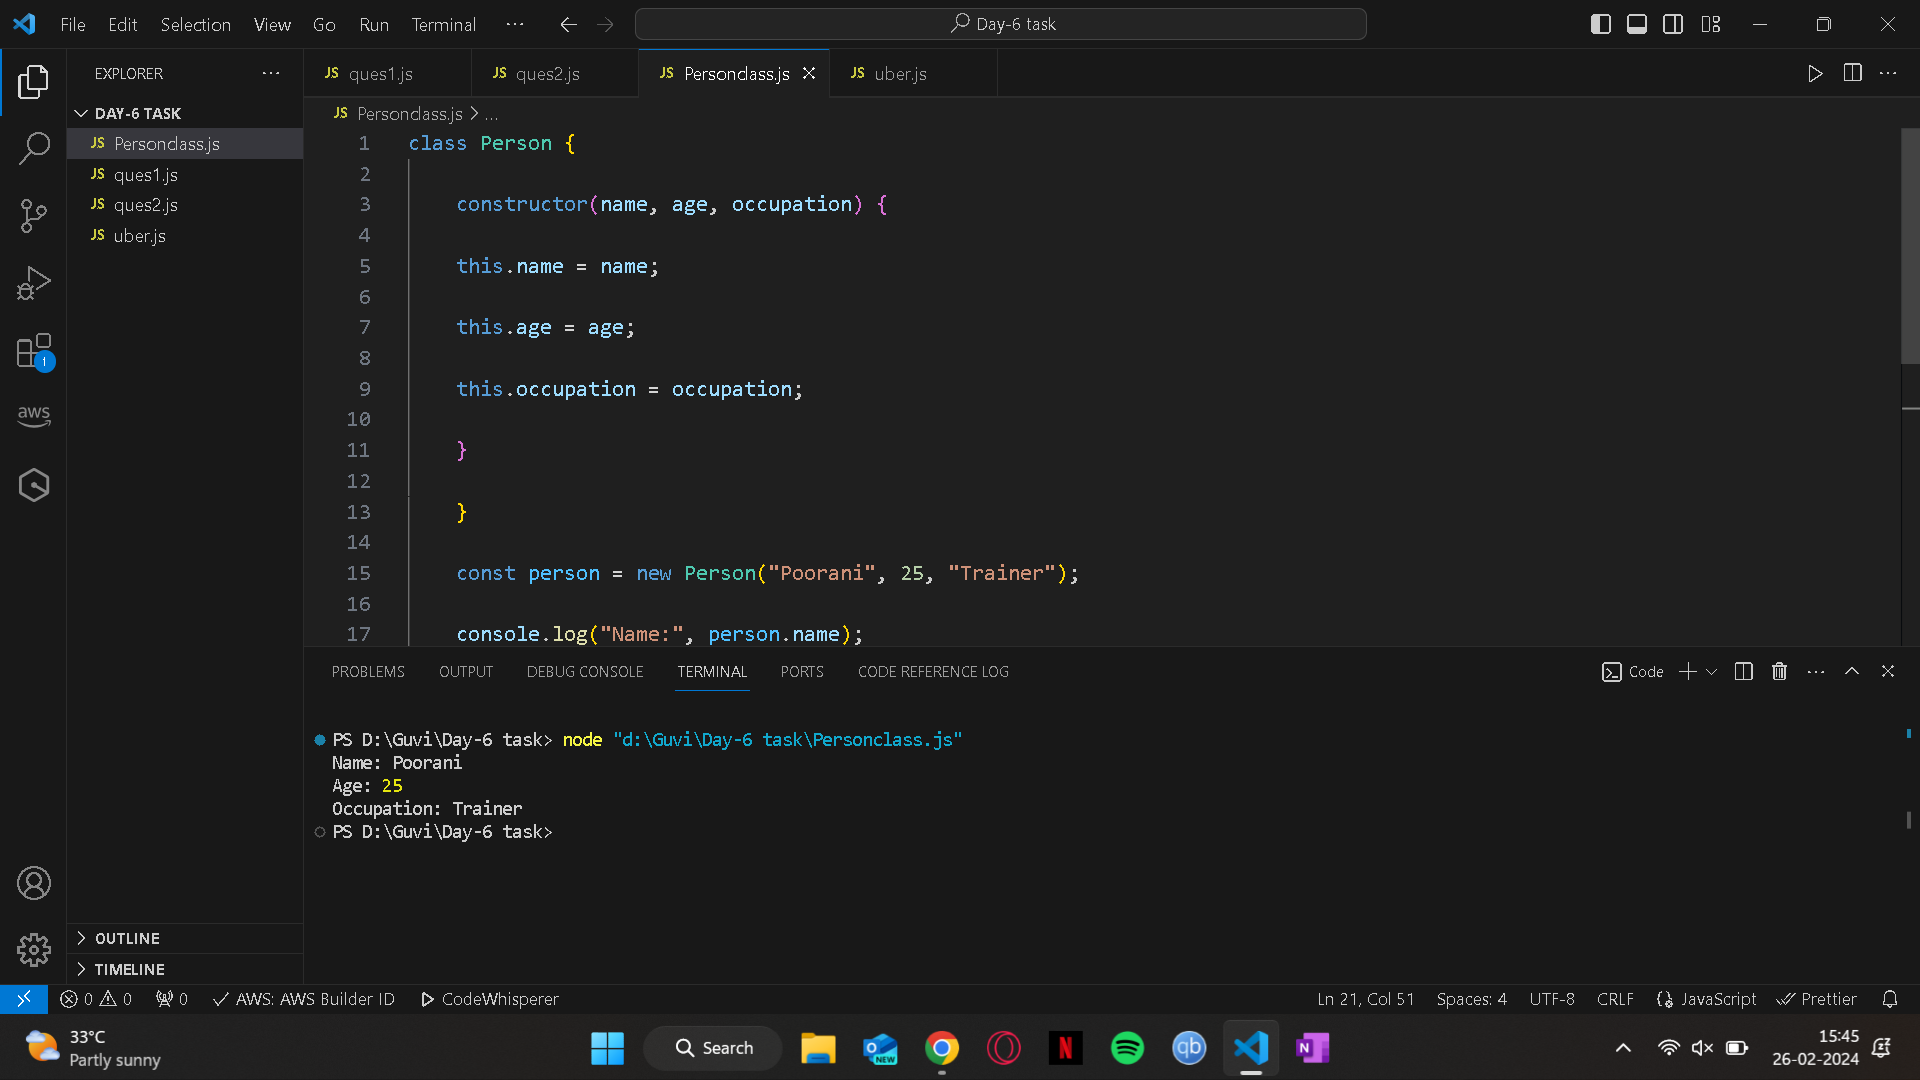 File Edit Selection View Go Run Terminal ··· Day-6 task
EXPLORER ···
ques1.js ques2.js Personclass.js uber.js
DAY-6 TASK
JS Personclass.js
JS ques1.js
JS ques2.js
JS uber.js
aws
OUTLINE
TIMELINE
JS Personclass.js > ...
1 class Person {
2
3 constructor(name, age, occupation) {
4
5 this.name = name;
6
7 this.age = age;
8
9 this.occupation = occupation;
10
11 }
12
13 }
14
15 const person = new Person("Poorani", 25, "Trainer");
16
17 console.log("Name:", person.name);
PROBLEMS OUTPUT DEBUG CONSOLE TERMINAL PORTS CODE REFERENCE LOG Code
PS D:\Guvi\Day-6 task> node "d:\Guvi\Day-6 task\Personclass.js"
Name: Poorani
Age: 25
Occupation: Trainer
PS D:\Guvi\Day-6 task>
0 0 0 AWS: AWS Builder ID CodeWhisperer Ln 21, Col 51 Spaces: 4 UTF-8 CRLF JavaScript Prettier
33°C
Partly sunny
Search
NEW
qb
N
15:45
26-02-2024